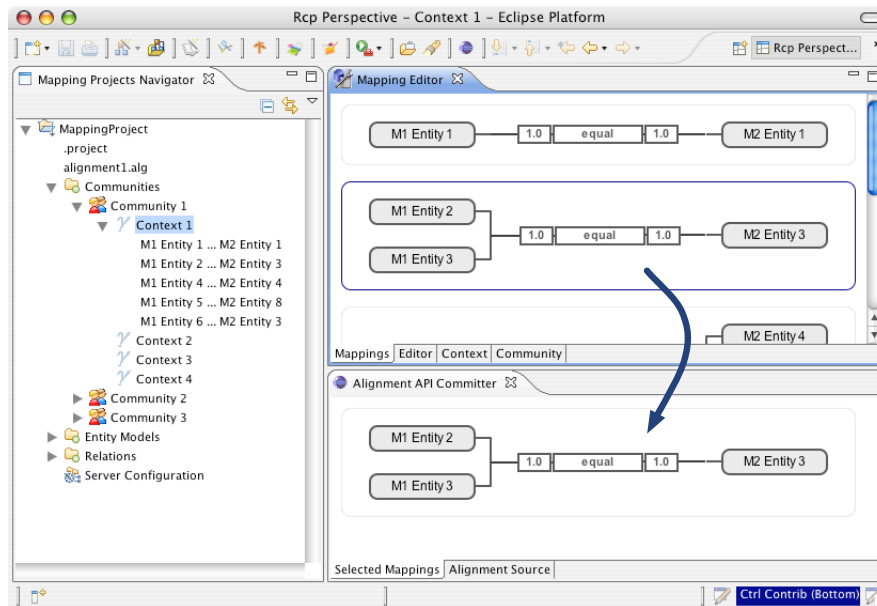 Rcp Perspective – Context 1 – Eclipse Platform
Rcp Perspect...
Mapping Projects Navigator
MappingProject
.project
alignment1.alg
Communities
Community 1
Context 1
M1 Entity 1 ... M2 Entity 1
M1 Entity 2 ... M2 Entity 3
M1 Entity 4 ... M2 Entity 4
M1 Entity 5 ... M2 Entity 8
M1 Entity 6 ... M2 Entity 3
Context 2
Context 3
Context 4
Community 2
Community 3
Entity Models
Relations
Server Configuration
Mapping Editor
M1 Entity 1 1.0 equal 1.0 M2 Entity 1
M1 Entity 2
1.0 equal 1.0 M2 Entity 3
M1 Entity 3
M2 Entity 4
Mappings Editor Context Community
Alignment API Committer
M1 Entity 2
1.0 equal 1.0 M2 Entity 3
M1 Entity 3
Selected Mappings Alignment Source
Ctrl Contrib (Bottom)